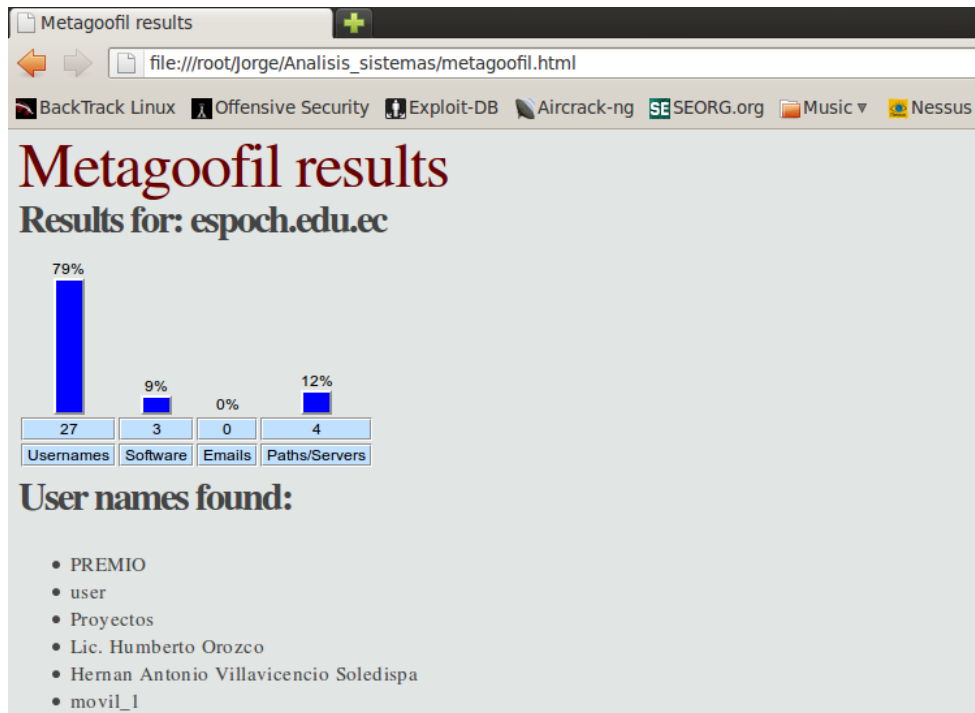 Metagoofil results
file:///root/Jorge/Analisis_sistemas/metagoofil.html
BackTrack Linux Offensive Security Exploit-DB Aircrack-ng SE SEORG.org Music Nessus
Metagoofil results
Results for: espoch.edu.ec
79% 9% 0% 12%
27 3 0 4
Usernames Software Emails Paths/Servers
User names found:
PREMIO
user
Proyectos
Lic. Humberto Orozco
Hernan Antonio Villavicencio Soledispa
movil_1